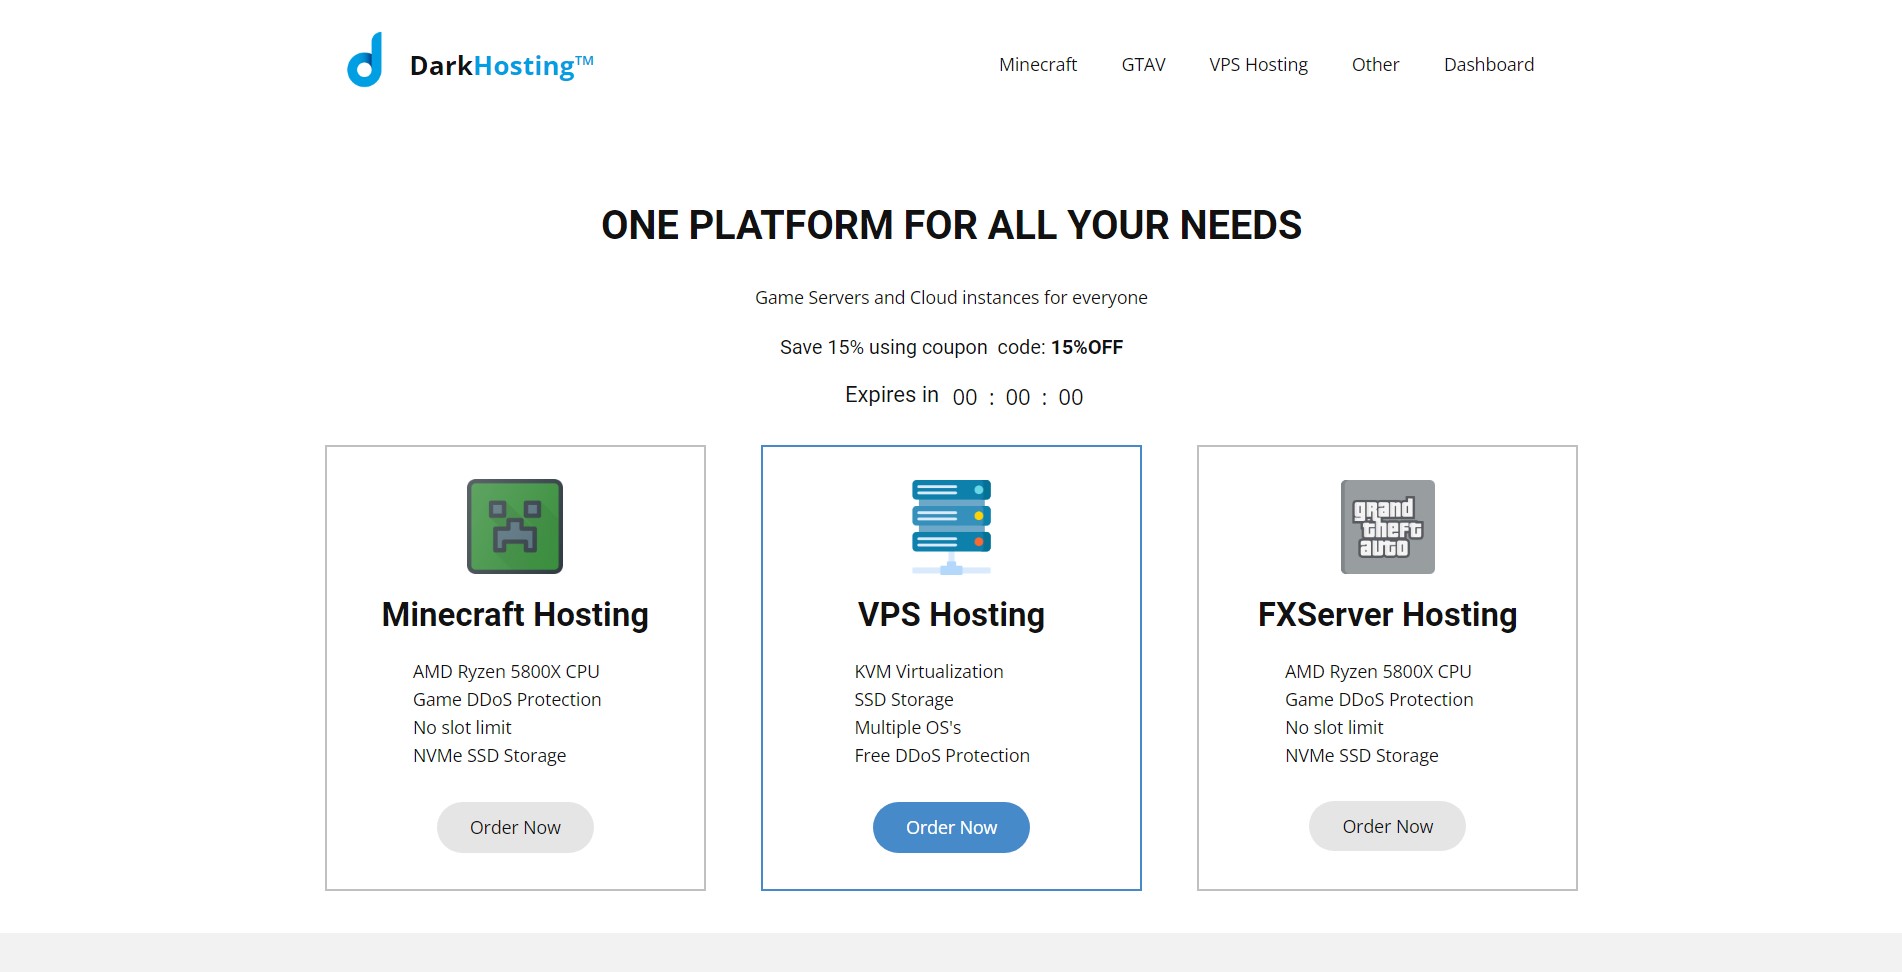 DarkHosting™
Minecraft GTAV VPS Hosting Other Dashboard
ONE PLATFORM FOR ALL YOUR NEEDS
Game Servers and Cloud instances for everyone
Save 15% using coupon code: 15%OFF
Expires in 00 : 00 : 00
Minecraft Hosting
AMD Ryzen 5800X CPU
Game DDoS Protection
No slot limit
NVMe SSD Storage
Order Now
VPS Hosting
KVM Virtualization
SSD Storage
Multiple OS's
Free DDoS Protection
Order Now
grand
theft
auto
FXServer Hosting
AMD Ryzen 5800X CPU
Game DDoS Protection
No slot limit
NVMe SSD Storage
Order Now